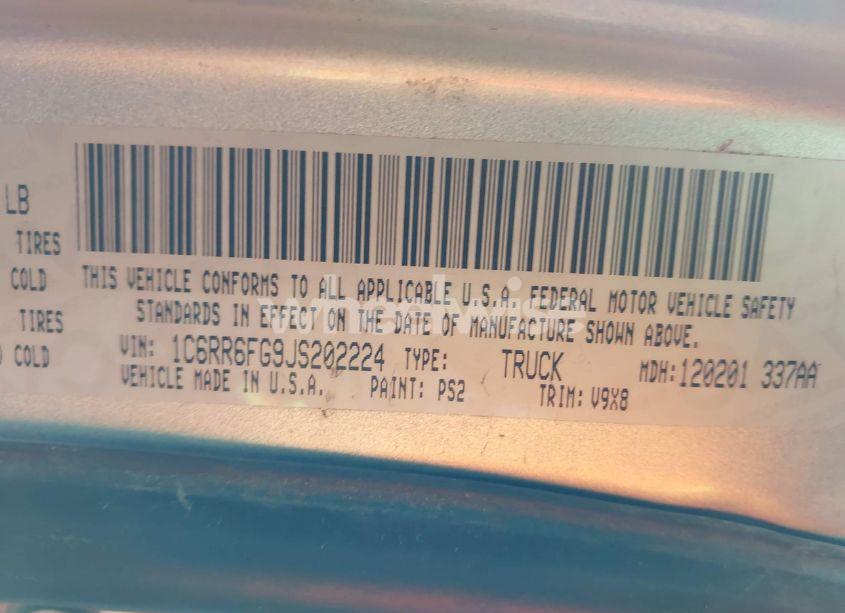 LB
TIRES
COLD
TIRES
COLD
THIS VEHICLE CONFORMS TO ALL APPLICABLE U.S.A. FEDERAL MOTOR VEHICLE SAFETY
STANDARDS IN EFFECT ON THE DATE OF MANUFACTURE SHOWN ABOVE.
VIN: 1C6RR6FG9JS202224 TYPE: TRUCK MDH:120201 337AA
VEHICLE MADE IN U.S.A. PAINT: PS2 TRIM: V9X8
wheelwise